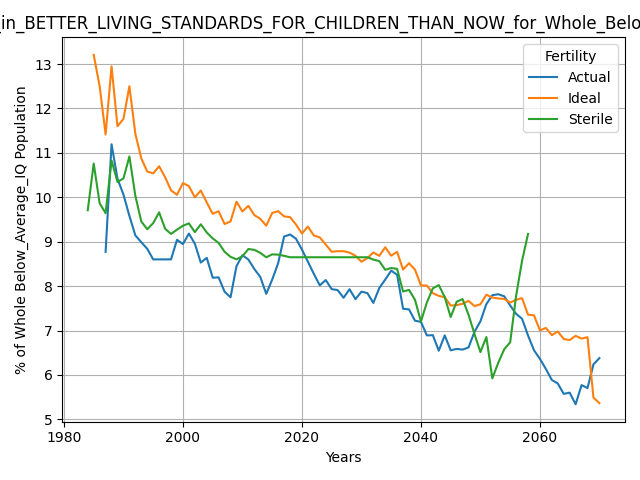 _in_BETTER_LIVING_STANDARDS_FOR_CHILDREN_THAN_NOW_for_Whole_Belo
Fertility
Actual
Ideal
Sterile
% of Whole Below_Average_IQ Population
13
12
11
10
9
8
7
6
5
1980
2000
2020
2040
2060
Years